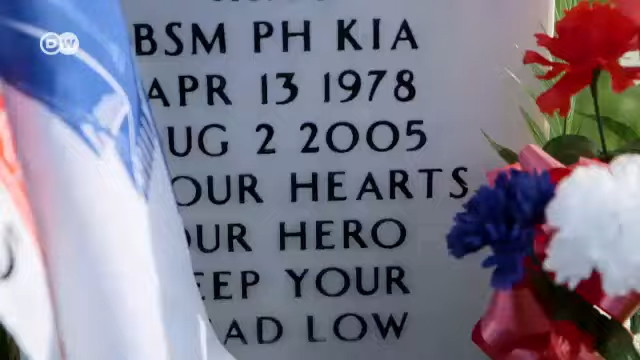 DW
BSM PH KIA
APR 13 1978
UG 2 2005
OUR HEARTS
OUR HERO
EEP YOUR
AD LOW